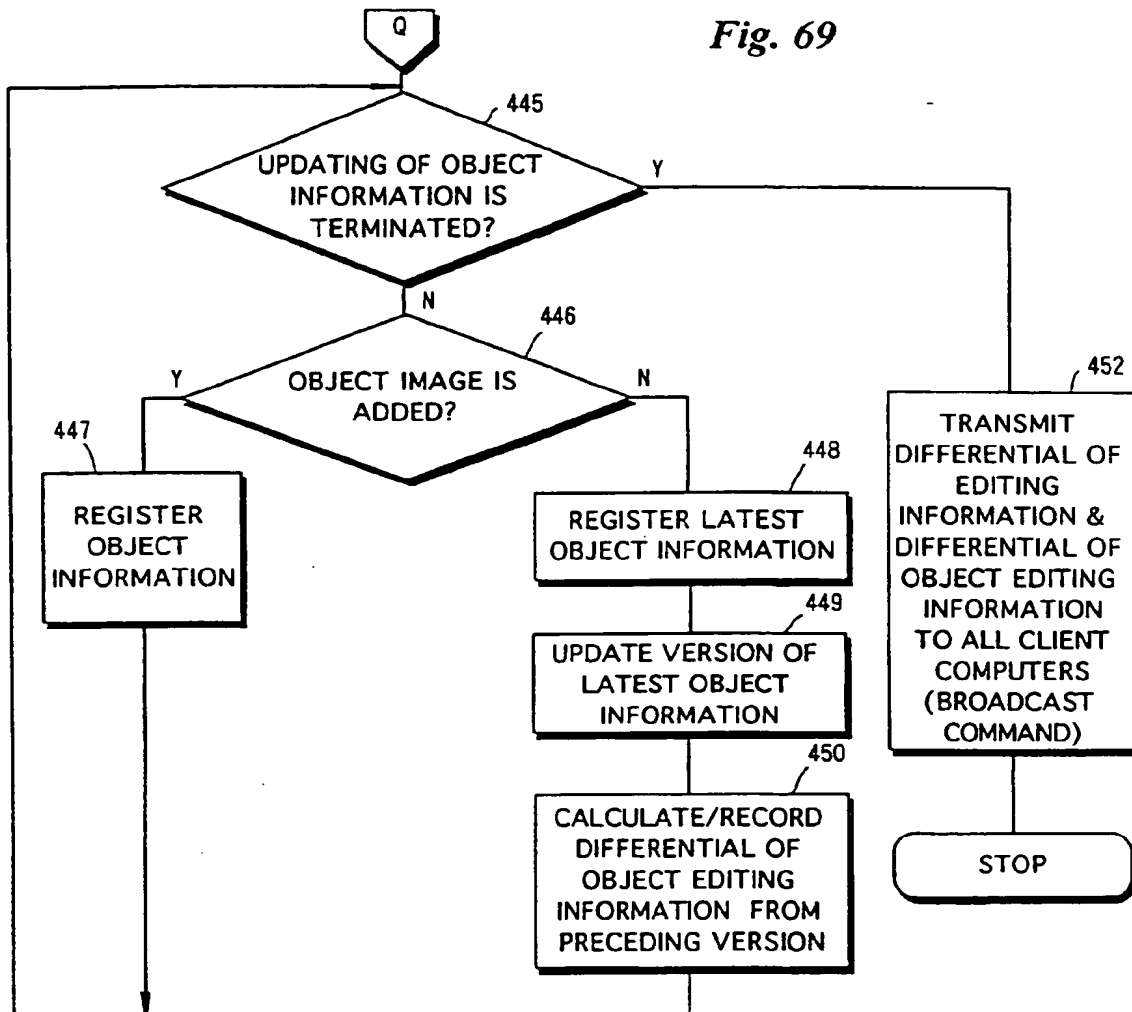 Q
Fig. 69
445
UPDATING OF OBJECT
INFORMATION IS
TERMINATED?
Y
N
446
OBJECT IMAGE IS
ADDED?
Y
N
447
REGISTER
OBJECT
INFORMATION
448
REGISTER LATEST
OBJECT INFORMATION
449
UPDATE VERSION OF
LATEST OBJECT
INFORMATION
450
CALCULATE/RECORD
DIFFERENTIAL OF
OBJECT EDITING
INFORMATION FROM
PRECEDING VERSION
452
TRANSMIT
DIFFERENTIAL OF
EDITING
INFORMATION &
DIFFERENTIAL OF
OBJECT EDITING
INFORMATION
TO ALL CLIENT
COMPUTERS
(BROADCAST
COMMAND)
STOP